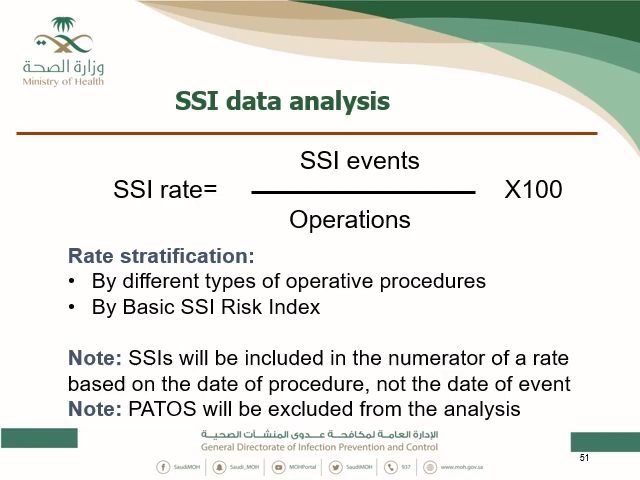 وزارة الصحة
Ministry of Health
SSI data analysis
SSI events
SSI rate=
X100
Operations
Rate stratification:
• By different types of operative procedures
• By Basic SSI Risk Index
Note: SSIs will be included in the numerator of a rate
based on the date of procedure, not the date of event
Note: PATOS will be excluded from the analysis
الإدارة العامة لمكافحة عدوى المنشآت الصحية
General Directorate of Infection Prevention and Control
SaudiMOH Saudi_MOH MOHPortal SaudiMOH 937 www.moh.gov.sa
51